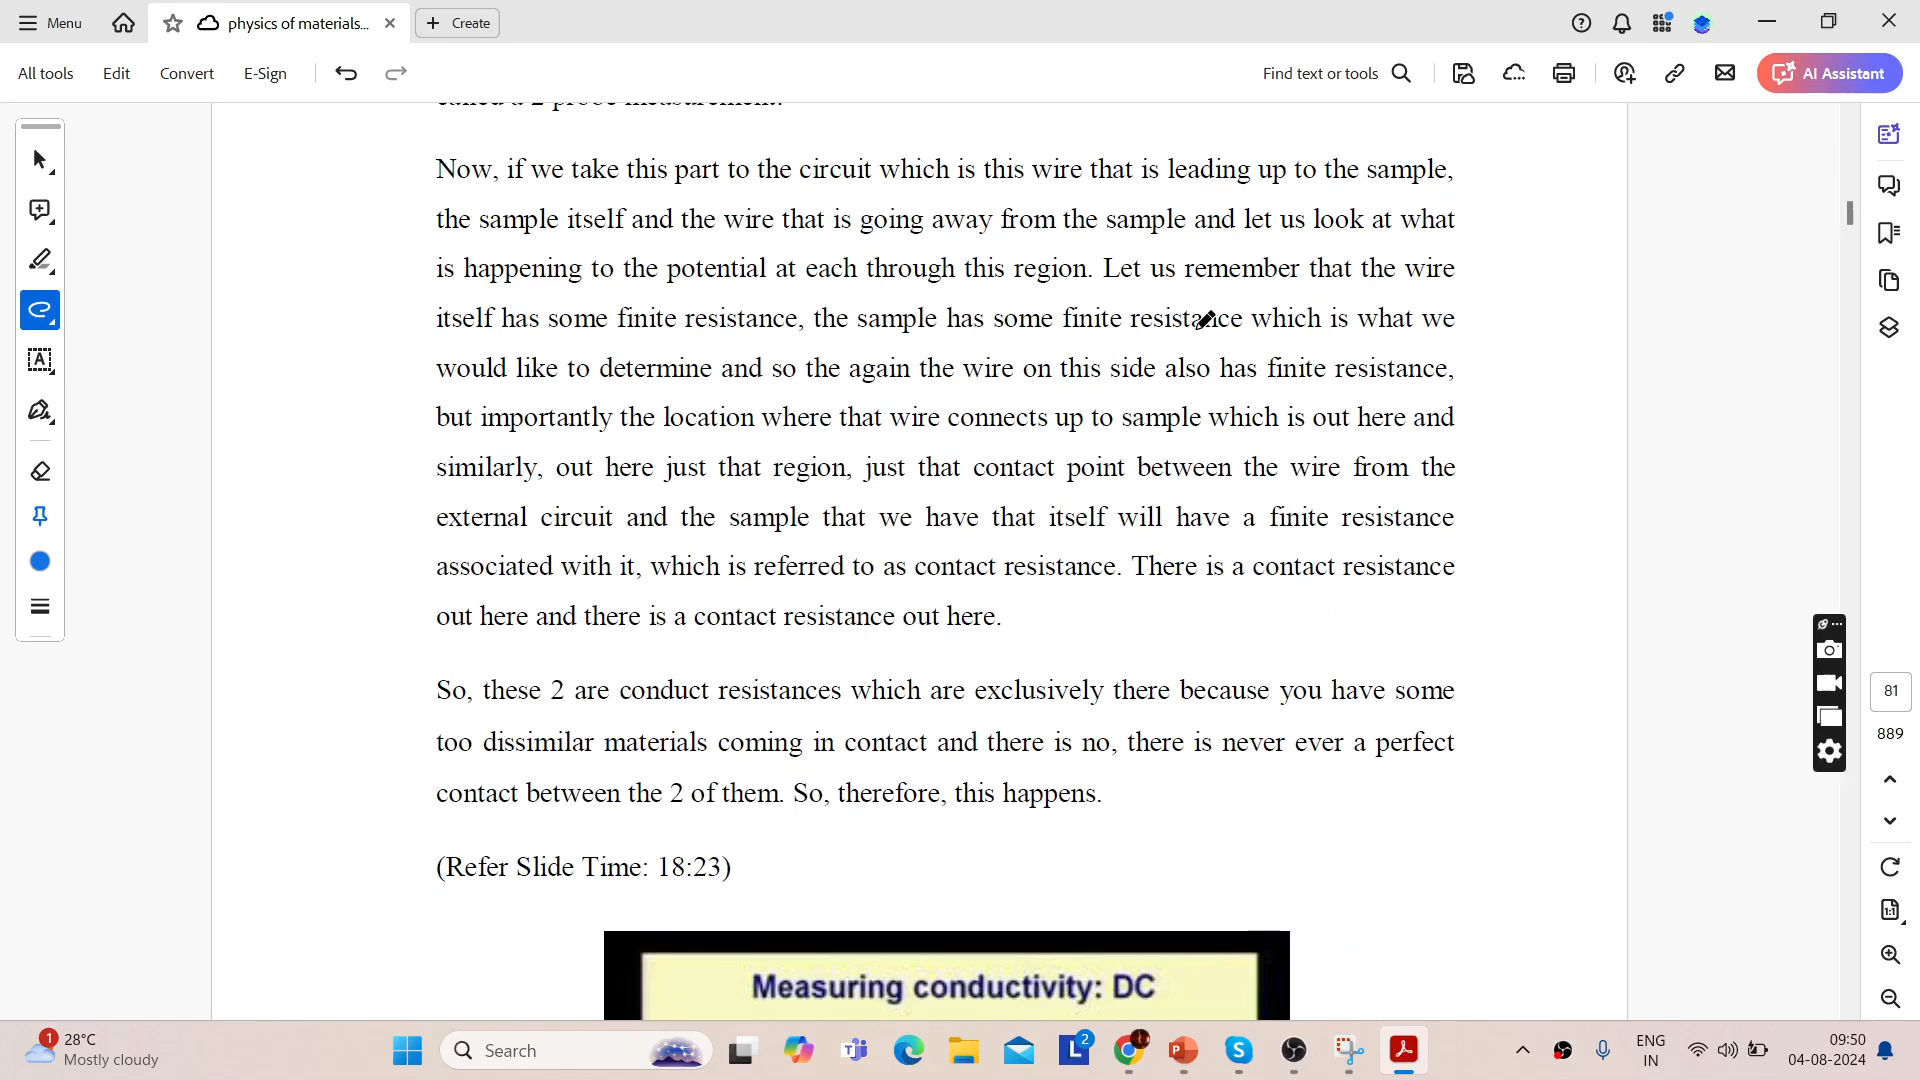 Menu
physics of materials...
Create
All tools
Edit
Convert
E-Sign
Find text or tools
AI Assistant
Now, if we take this part to the circuit which is this wire that is leading up to the sample,
the sample itself and the wire that is going away from the sample and let us look at what
is happening to the potential at each through this region. Let us remember that the wire
itself has some finite resistance, the sample has some finite resistance which is what we
would like to determine and so the again the wire on this side also has finite resistance,
but importantly the location where that wire connects up to sample which is out here and
similarly, out here just that region, just that contact point between the wire from the
external circuit and the sample that we have that itself will have a finite resistance
associated with it, which is referred to as contact resistance. There is a contact resistance
out here and there is a contact resistance out here.
So, these 2 are conduct resistances which are exclusively there because you have some
too dissimilar materials coming in contact and there is no, there is never ever a perfect
contact between the 2 of them. So, therefore, this happens.
(Refer Slide Time: 18:23)
Measuring conductivity: DC
81
889
1
28°C
Mostly cloudy
Search
2
ENG
IN
09:50
04-08-2024